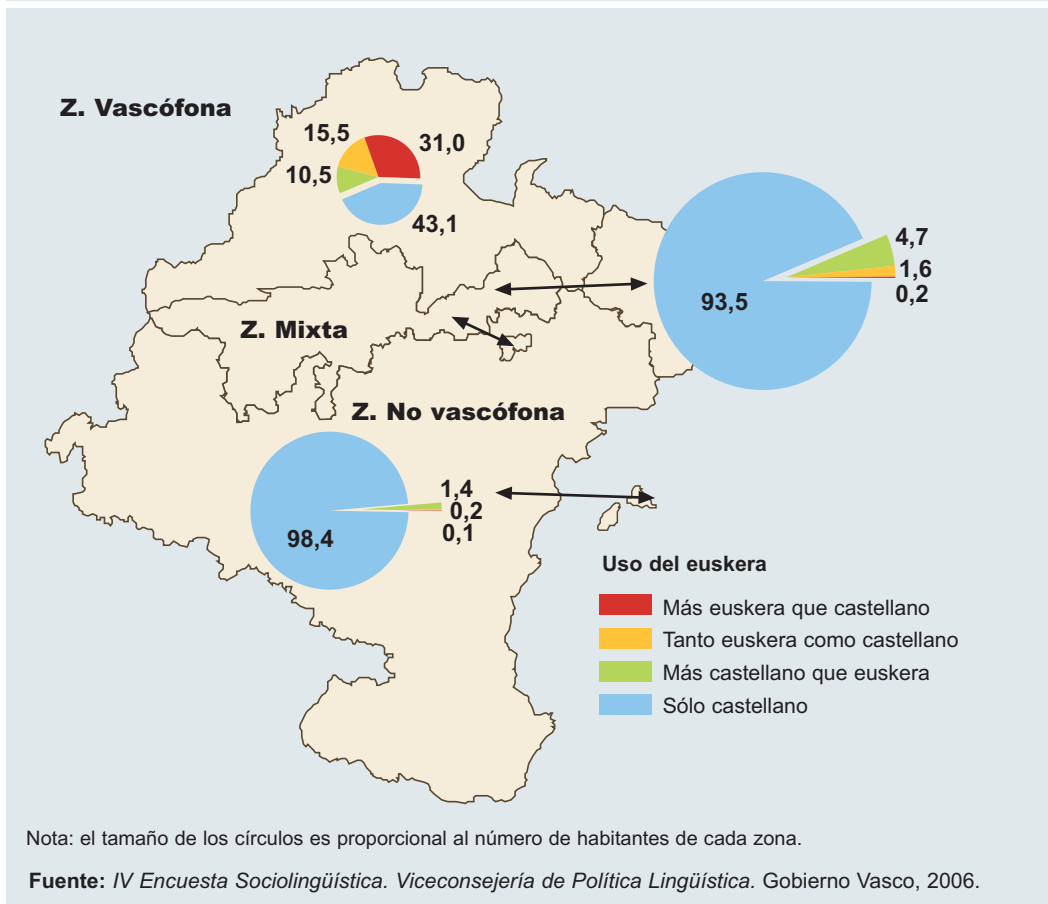 Z. Vascófona
15,5
31,0
10,5
43,1
4,7
1,6
0,2
93,5
Z. Mixta
Z. No vascófona
1,4
0,2
0,1
98,4
Uso del euskera
Más euskera que castellano
Tanto euskera como castellano
Más castellano que euskera
Sólo castellano
Nota: el tamaño de los círculos es proporcional al número de habitantes de cada zona.
Fuente: IV Encuesta Sociolingüística. Viceconsejería de Política Lingüística. Gobierno Vasco, 2006.